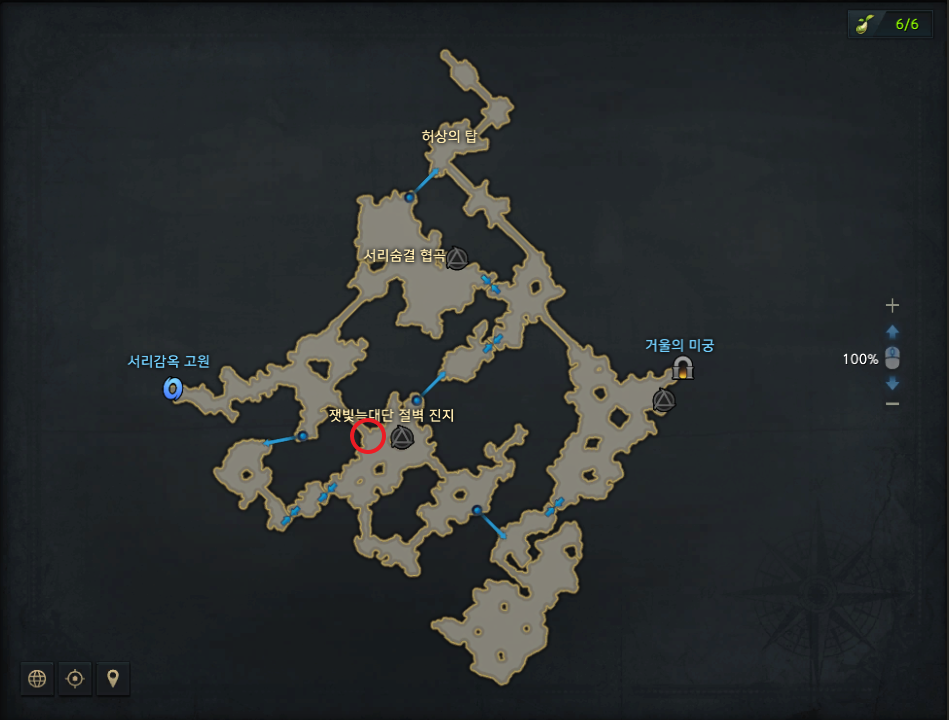 6/6
허상의 탑
서리숨결 협곡
거울의 미궁
서리감옥 고원
100%
잿빛늑대단 절벽 진지